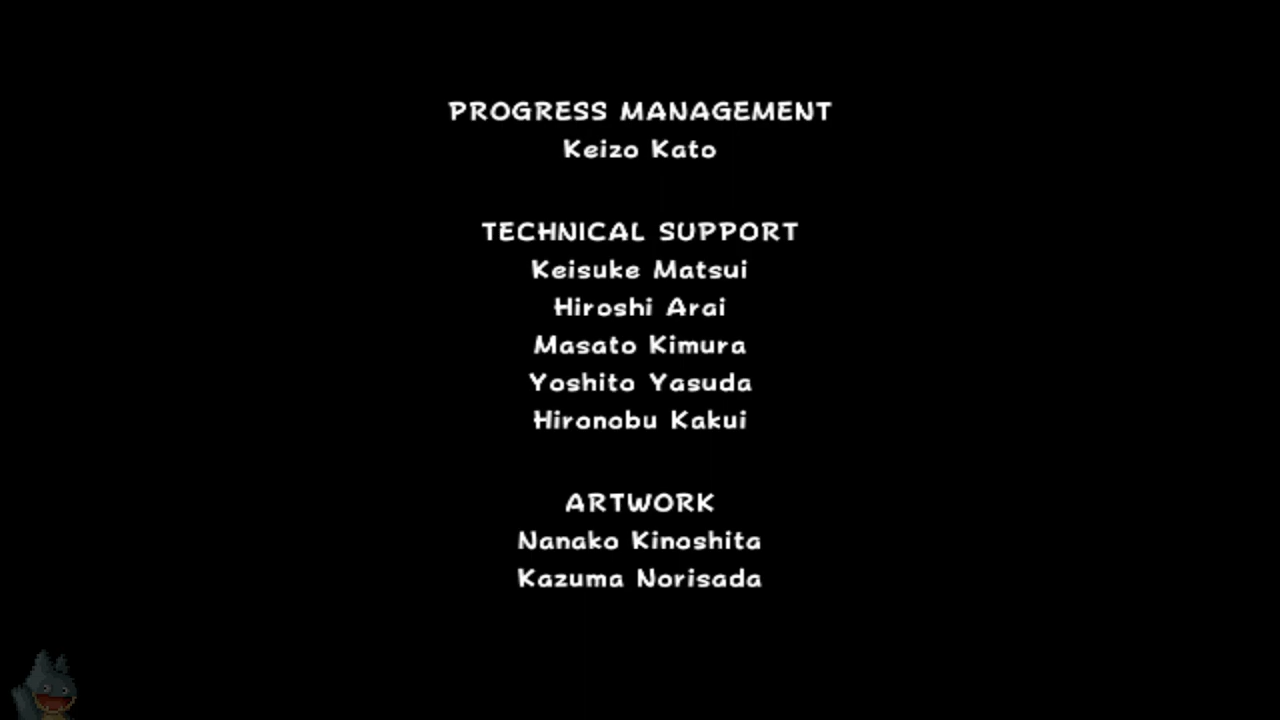 PROGRESS MANAGEMENT
Keizo Kato
TECHNICAL SUPPORT
Keisuke Matsui
Hiroshi Arai
Masato Kimura
Yoshito Yasuda
Hironobu Kakui
ARTWORK
Nanako Kinoshita
Kazuma Norisada